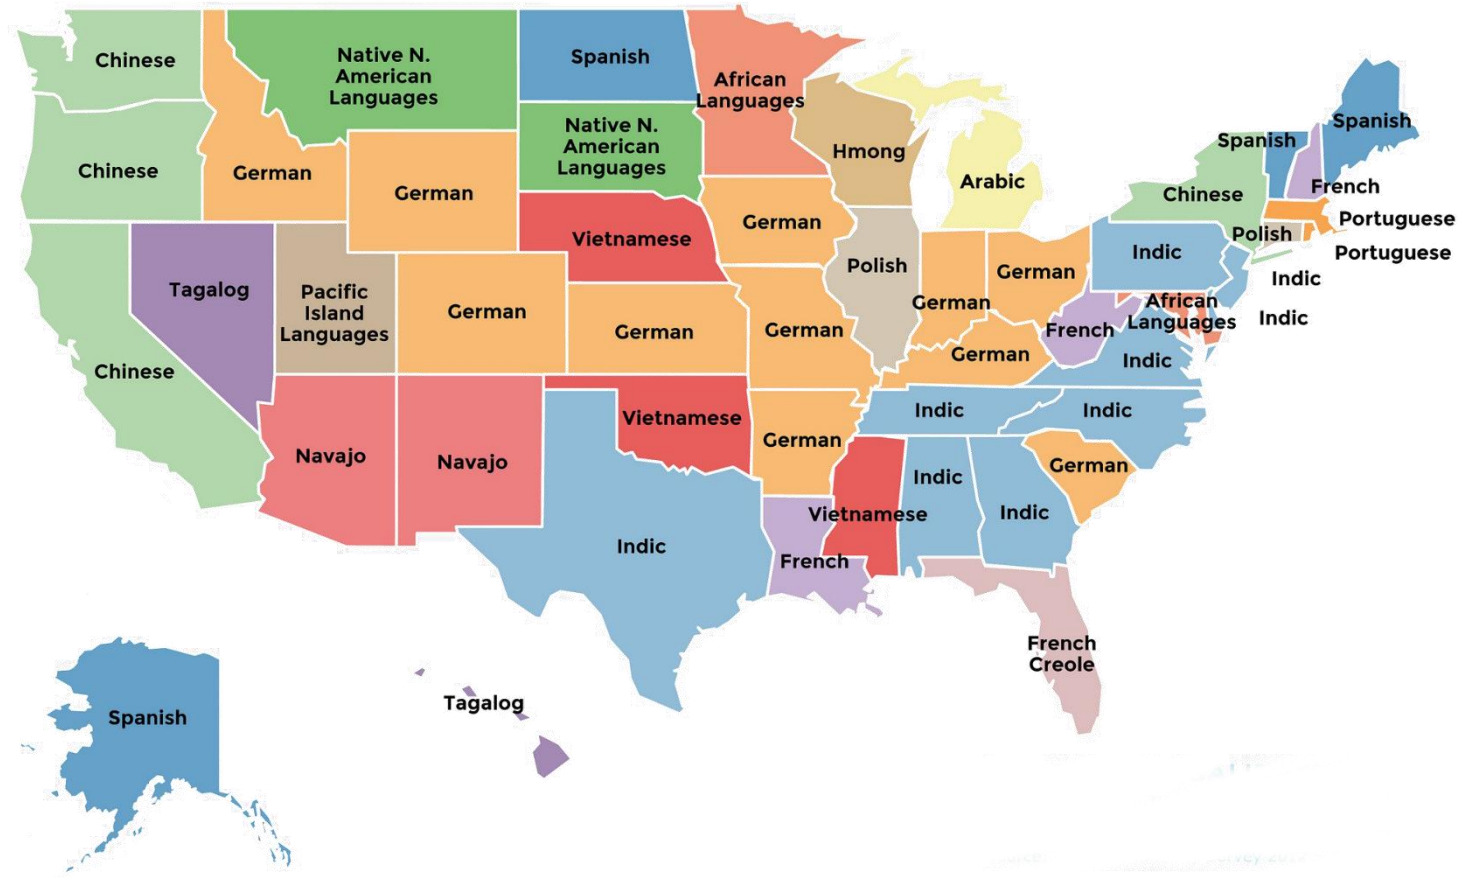 Chinese
Native N.
American
Languages
Spanish
African
Languages
Chinese
German
German
Native N.
American
Languages
Hmong
Arabic
Spanish
Spanish
Chinese
French
Portuguese
Polish
Portuguese
Tagalog
Pacific
Island
Languages
German
Vietnamese
German
German
German
Polish
German
German
Indic
Indic
African
Languages
Indic
French
German
Indic
Chinese
Navajo
Navajo
Vietnamese
German
Indic
Indic
German
Indic
Vietnamese
Indic
Indic
French
French
Creole
Spanish
Tagalog